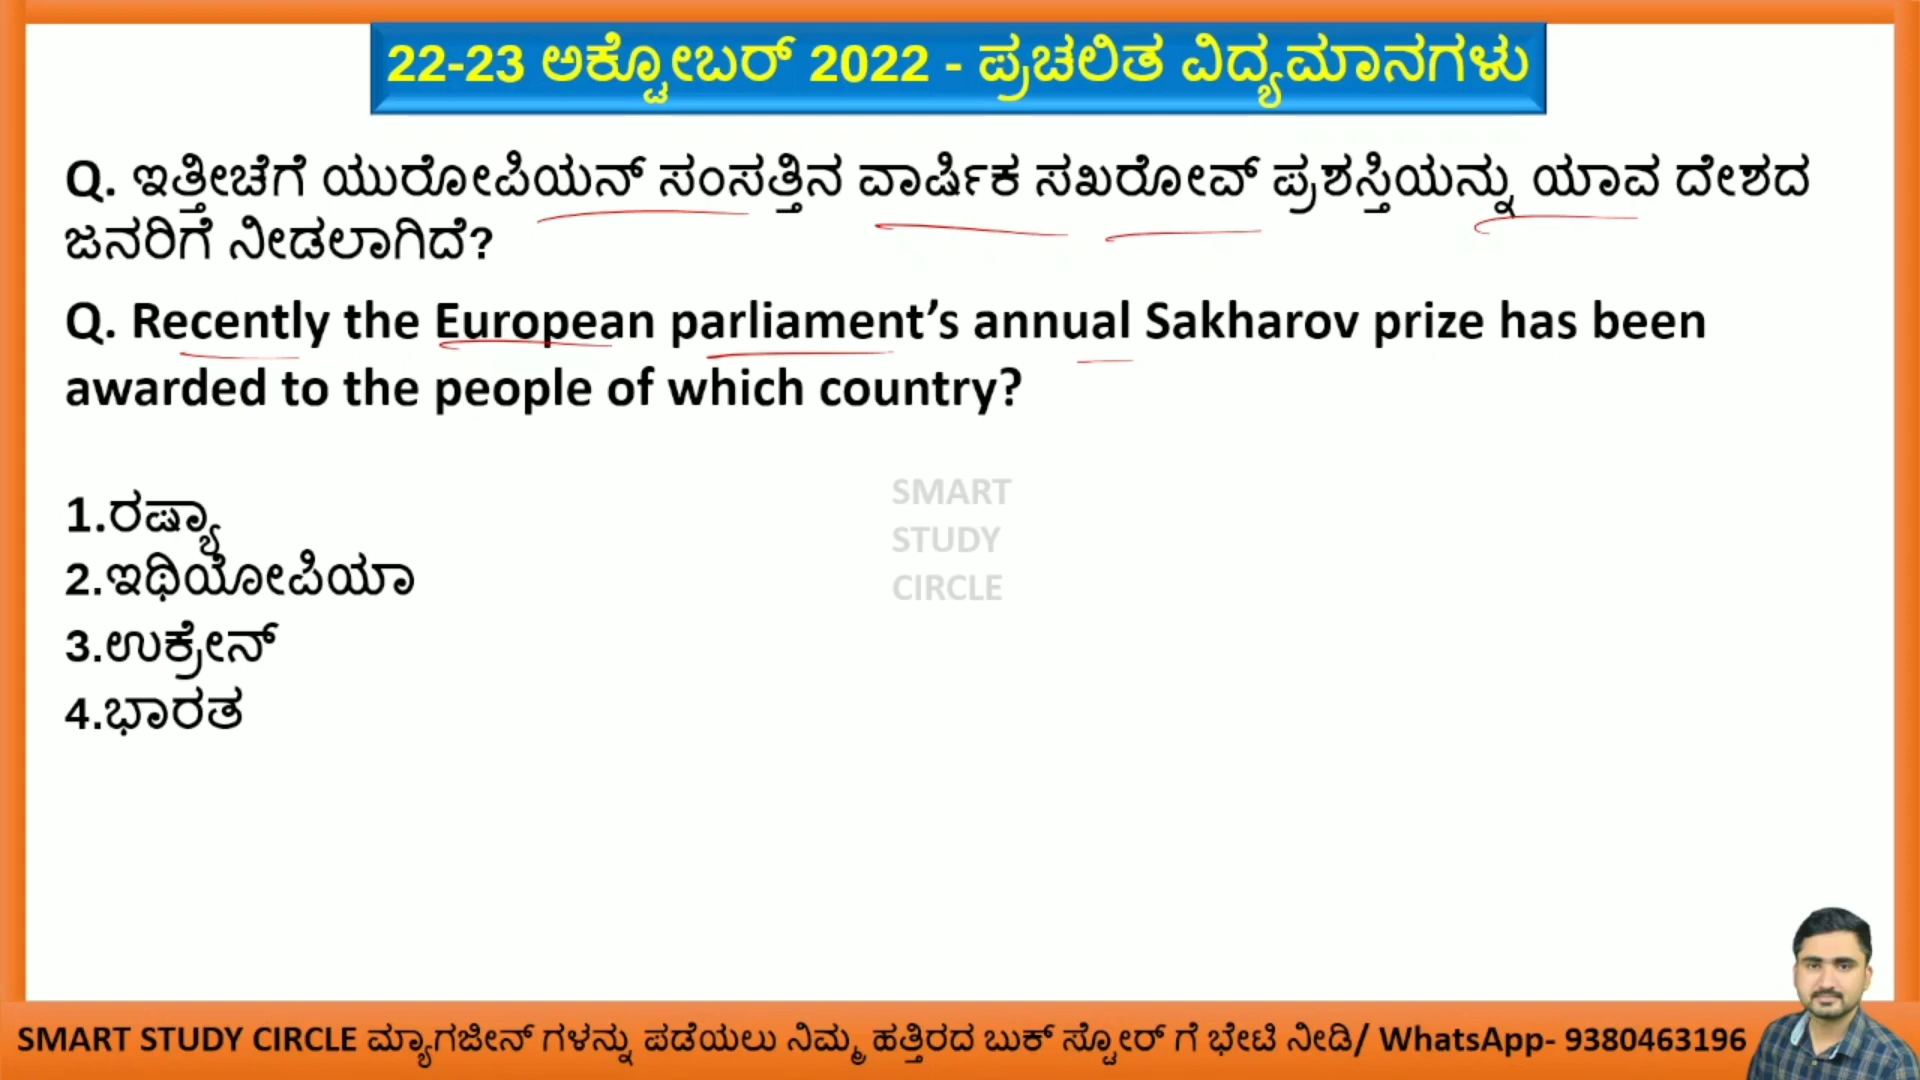 22-23 ಅಕ್ಟೋಬರ್ 2022 - ಪ್ರಚಲಿತ ವಿದ್ಯಮಾನಗಳು
Q. ಇತ್ತೀಚೆಗೆ ಯುರೋಪಿಯನ್ ಸಂಸತ್ತಿನ ವಾರ್ಷಿಕ ಸಖರೋವ್ ಪ್ರಶಸ್ತಿಯನ್ನು ಯಾವ ದೇಶದ
ಜನರಿಗೆ ನೀಡಲಾಗಿದೆ?
Q. Recently the European parliament’s annual Sakharov prize has been
awarded to the people of which country?
1.ರಷ್ಯಾ
2.ಇಥಿಯೋಪಿಯಾ
3.ಉಕ್ರೇನ್
4.ಭಾರತ
SMART
STUDY
CIRCLE
SMART STUDY CIRCLE ಮ್ಯಾಗಜೀನ್ ಗಳನ್ನು ಪಡೆಯಲು ನಿಮ್ಮ ಹತ್ತಿರದ ಬುಕ್ ಸ್ಟೋರ್ ಗೆ ಭೇಟಿ ನೀಡಿ/ WhatsApp- 9380463196